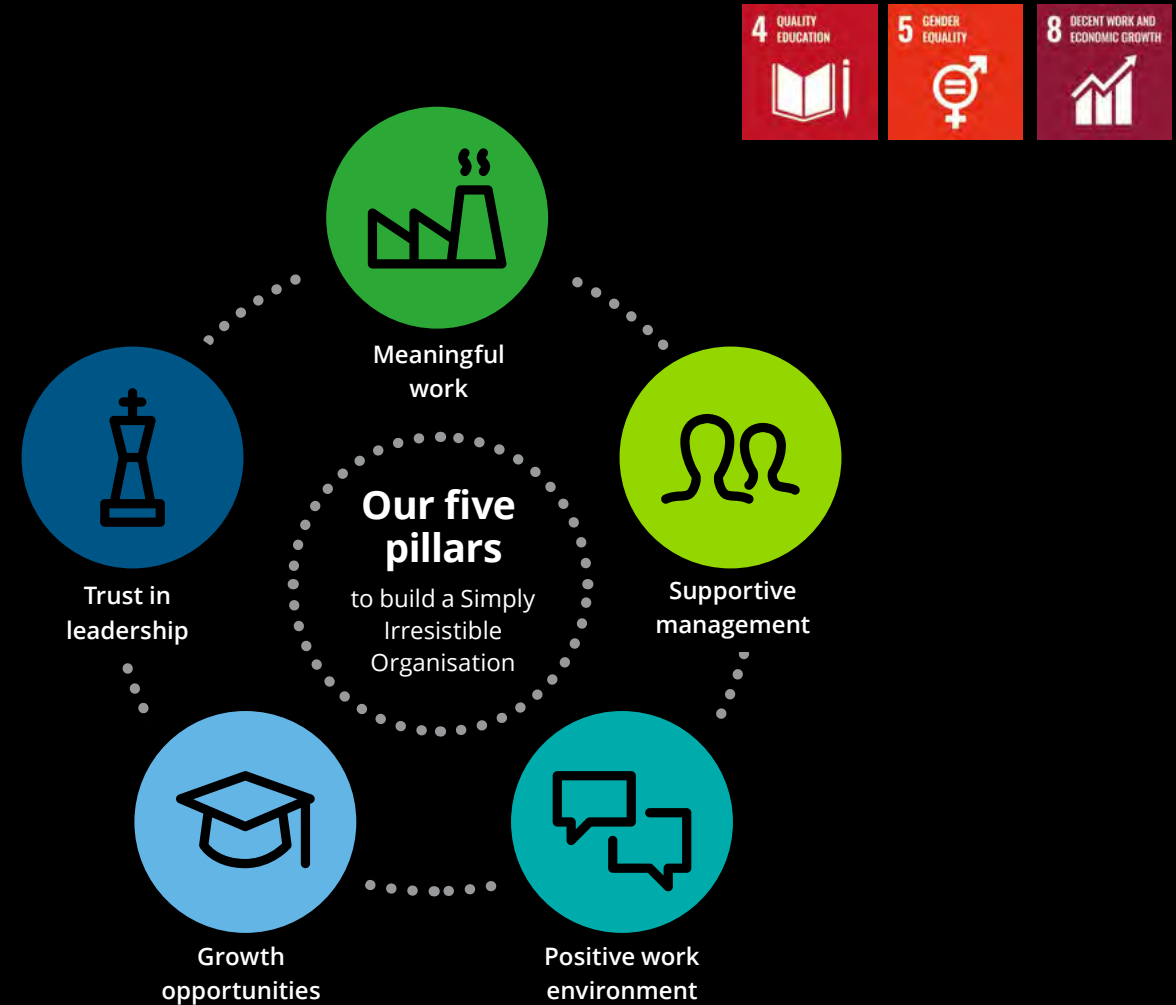 4 QUALITY
EDUCATION
5 GENDER
EQUALITY
8 DECENT WORK AND
ECONOMIC GROWTH
Meaningful
work
Our five
pillars
to build a Simply
Irresistible
Organisation
Trust in
leadership
Supportive
management
Growth
opportunities
Positive work
environment